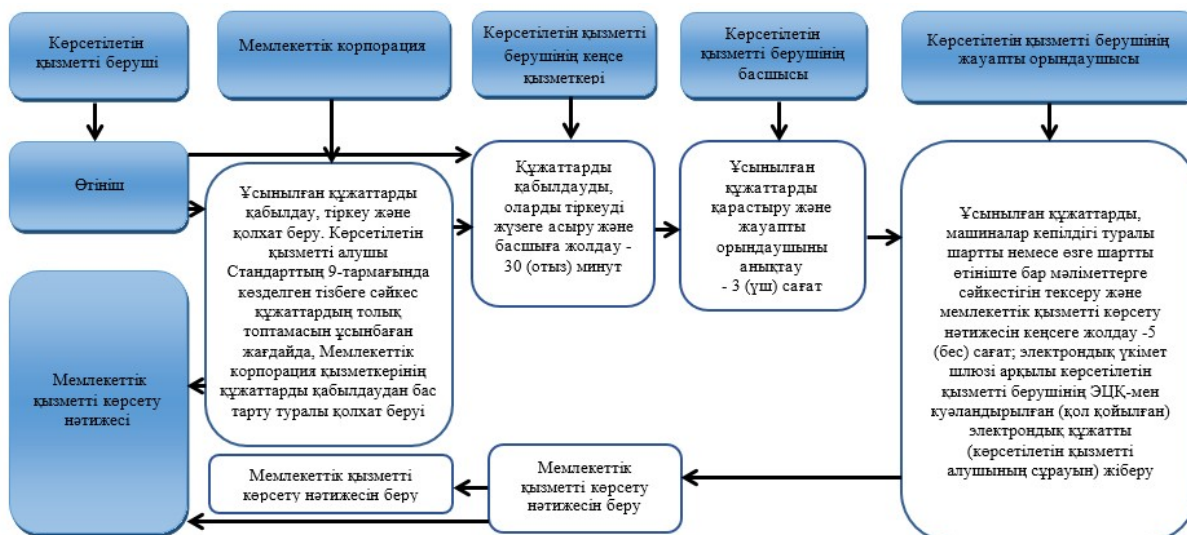 Көрсетілетін
қызметті беруші
Мемлекеттік корпорация
Көрсетілетін қызметті
берушінің кеңсе
қызметкері
Көрсетілетін
қызметті берушінің
басшысы
Көрсетілетін қызметті берушінің
жауапты орындаушысы
Өтініш
Ұсынылған құжаттарды
қабылдау, тіркеу және
қолхат беру. Көрсетілетін
қызметті алушы
Стандарттың 9-тармағында
көзделген тізбеге сәйкес
құжаттардың толық
топтамасын ұсынбаған
жағдайда, Мемлекеттік
корпорация қызметкерінің
құжаттарды қабылдаудан бас
тарту туралы қолхат беруі
Құжаттарды
қабылдауды,
оларды тіркеуді
жүзеге асыру және
басшыға жолдау -
30 (отыз) минут
Ұсынылған
құжаттарды
қарастыру және
жауапты
орындаушыны
анықтау
- 3 (үш) сағат
Ұсынылған құжаттарды,
машиналар кепілдігі туралы
шартты немесе өзге шартты
өтініште бар мәліметтерге
сәйкестігін тексеру және
мемлекеттік қызметті көрсету
нәтижесін кеңсеге жолдау -5
(бес) сағат; электрондық үкімет
шлюзі арқылы көрсетілетін
қызметті берушінің ЭЦҚ-мен
куәландырылған (қол қойылған)
электрондық құжатты
(көрсетілетін қызметті
алушының сұрауын) жіберу
Мемлекеттік
қызметті көрсету
нәтижесі
Мемлекеттік қызметті
көрсету нәтижесін беру
Мемлекеттік
қызметті көрсету
нәтижесін беру